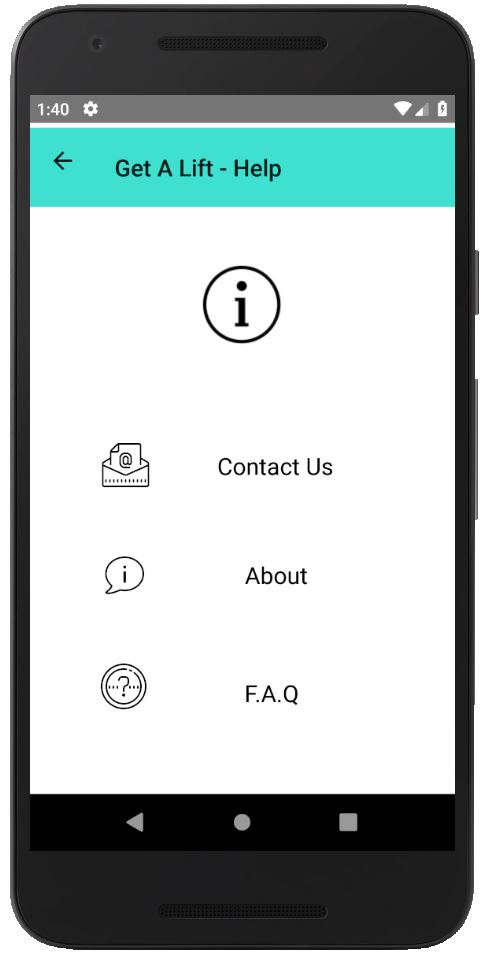 1:40
Get A Lift - Help
i
@
Contact Us
i
About
?
F.A.Q